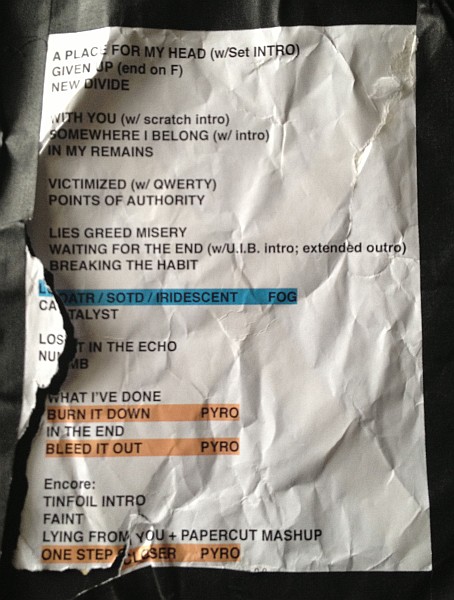 A PLACE FOR MY HEAD (w/Set INTRO)
GIVEN UP (end on F)
NEW DIVIDE
WITH YOU (w/ scratch intro)
SOMEWHERE I BELONG (w/ intro)
IN MY REMAINS
VICTIMIZED (w/ QWERTY)
POINTS OF AUTHORITY
LIES GREED MISERY
WAITING FOR THE END (w/U.I.B. intro; extended outro)
BREAKING THE HABIT
LOATR / SOTD / IRIDESCENT FOG
CATALYST
LOST IN THE ECHO
NUMB
WHAT I'VE DONE
BURN IT DOWN PYRO
IN THE END
BLEED IT OUT PYRO
Encore:
TINFOIL INTRO
FAINT
LYING FROM YOU + PAPERCUT MASHUP
ONE STEP CLOSER PYRO